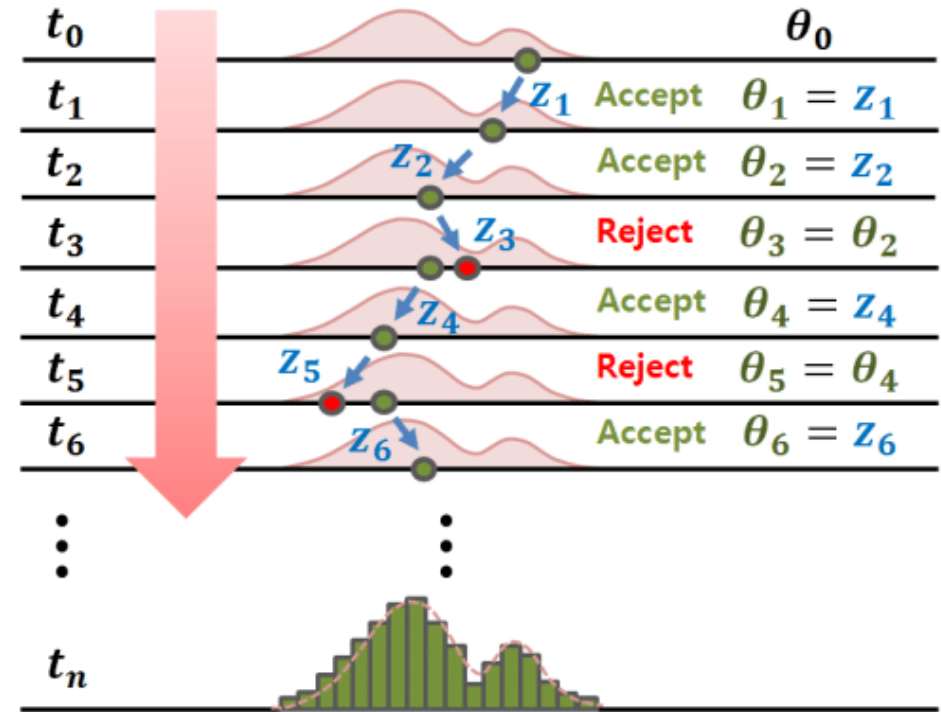 t₀ θ₀
t₁ z₁ Accept θ₁ = z₁
t₂ z₂ Accept θ₂ = z₂
t₃ z₃ Reject θ₃ = θ₂
t₄ z₄ Accept θ₄ = z₄
t₅ z₅ Reject θ₅ = θ₄
t₆ z₆ Accept θ₆ = z₆
tₙ